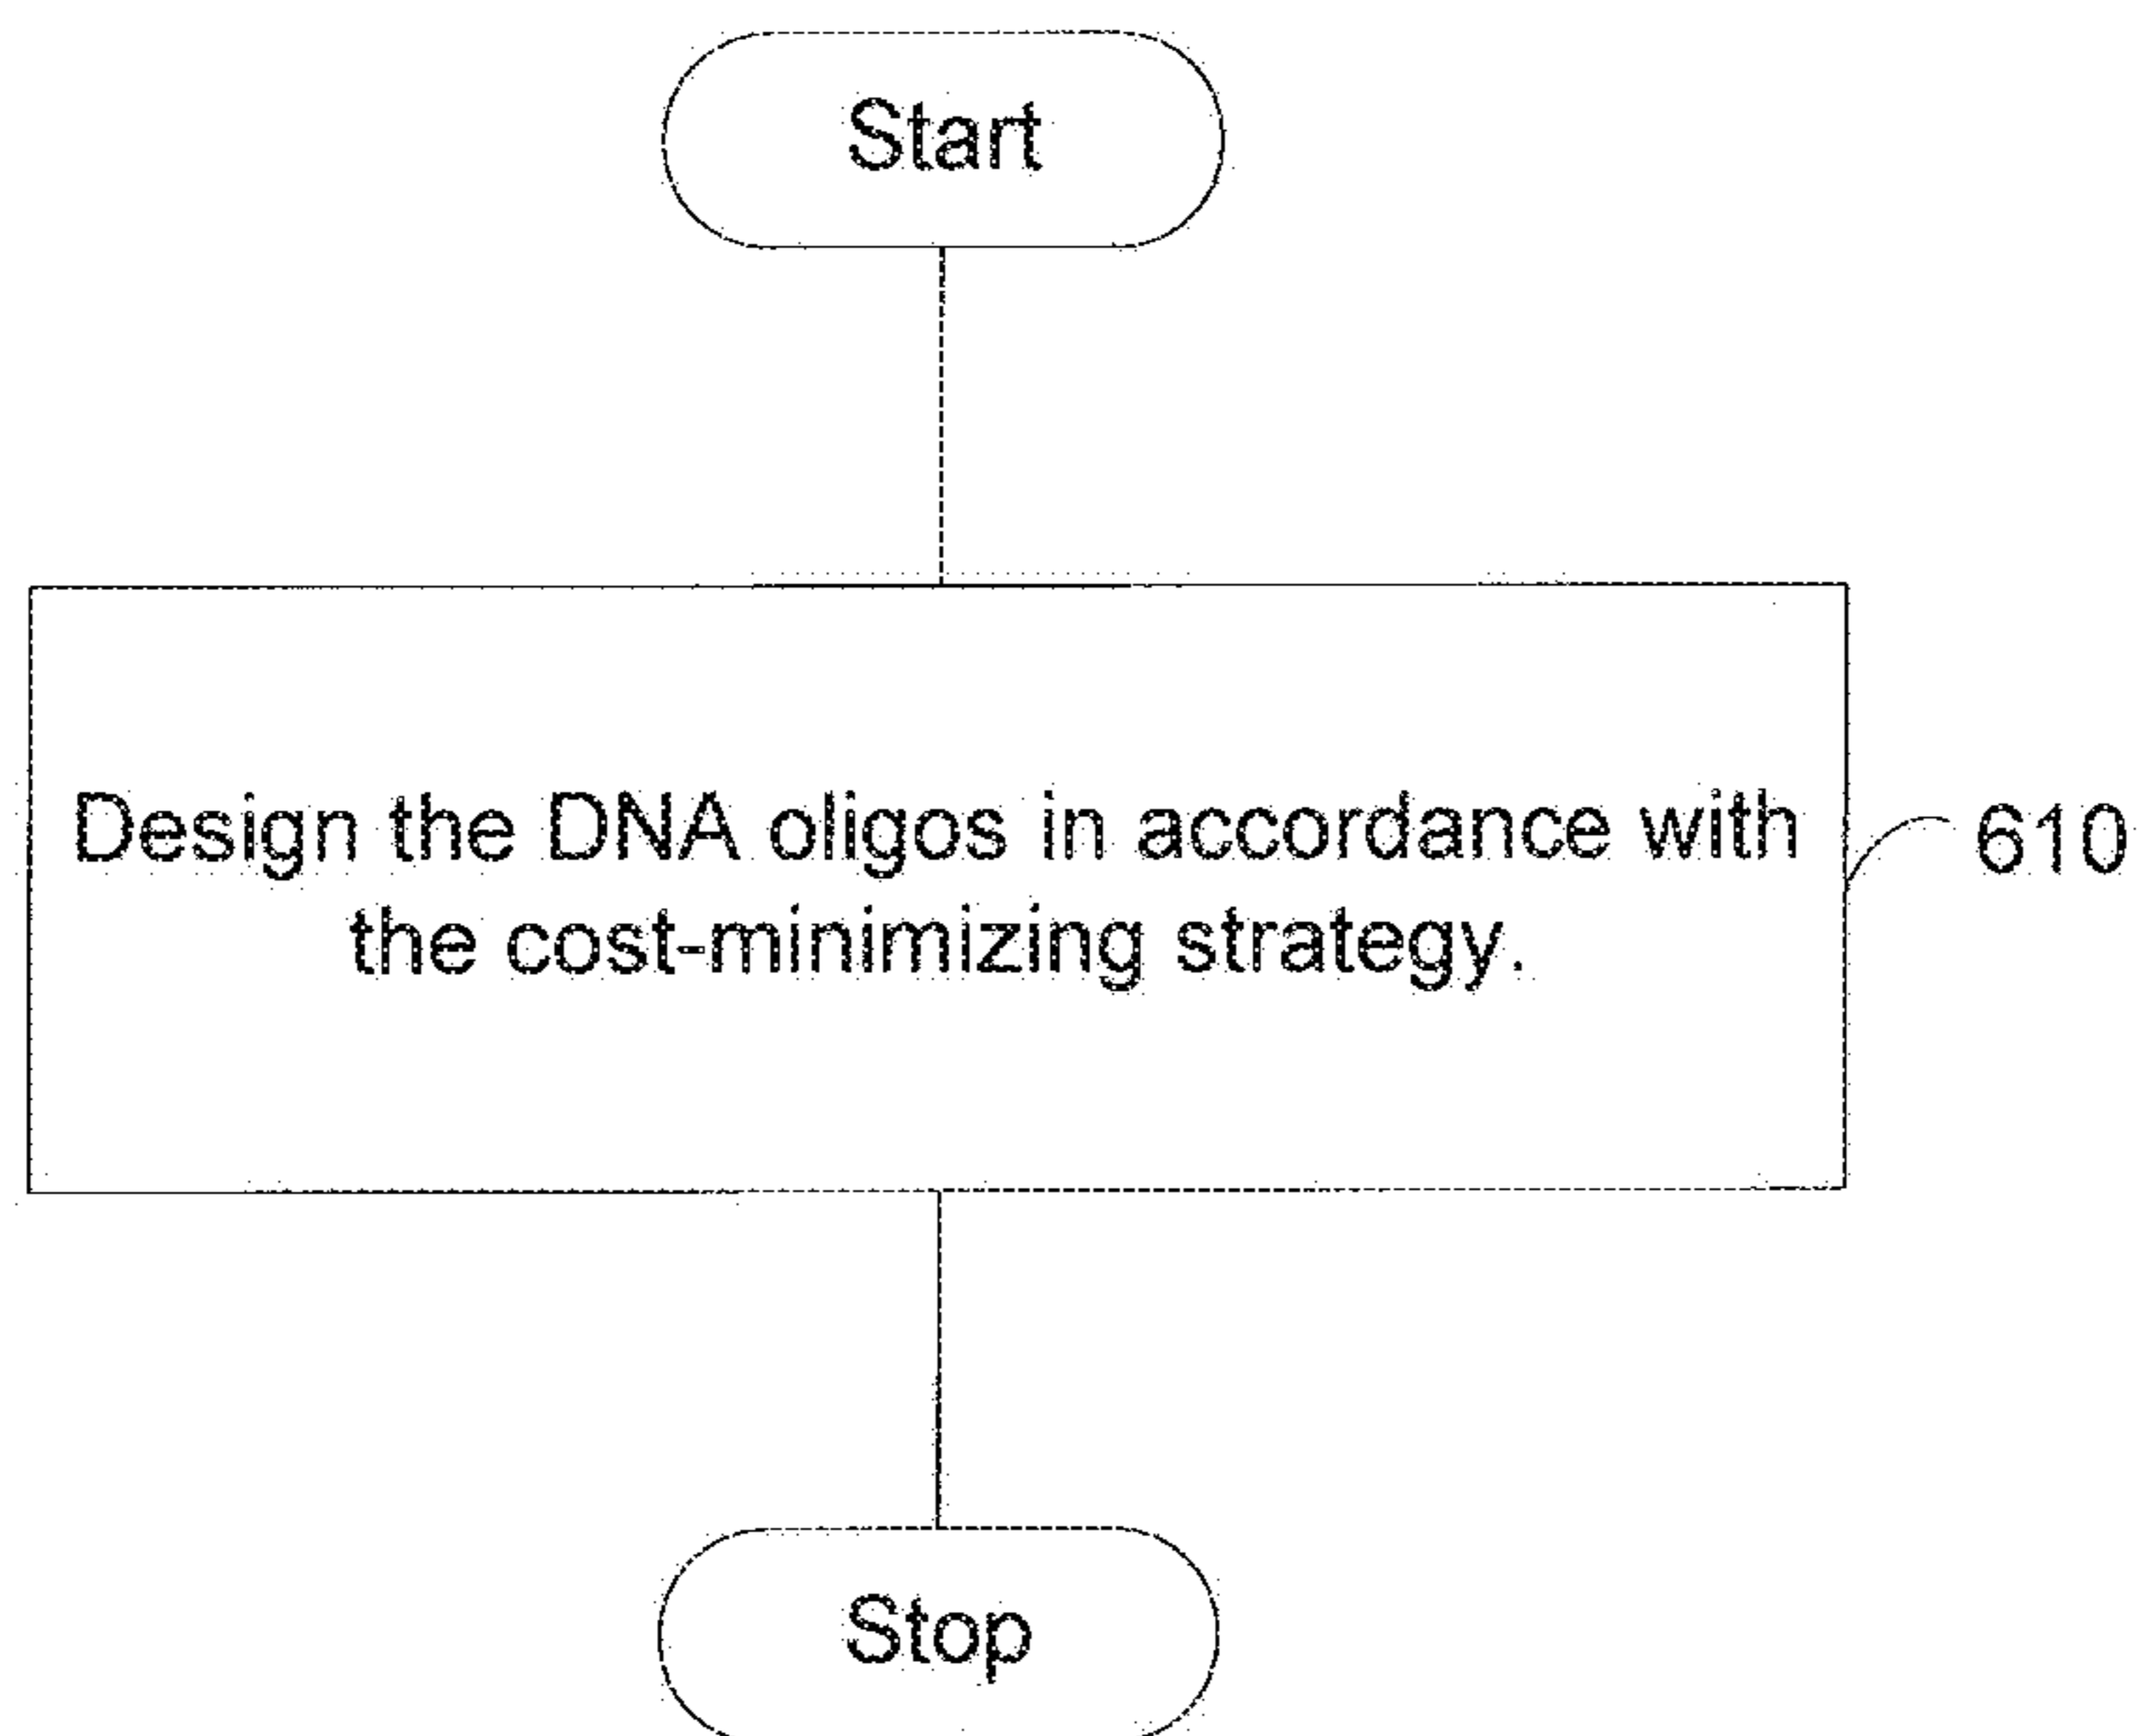 Start
Design the DNA oligos in accordance with
the cost-minimizing strategy.
610
Stop